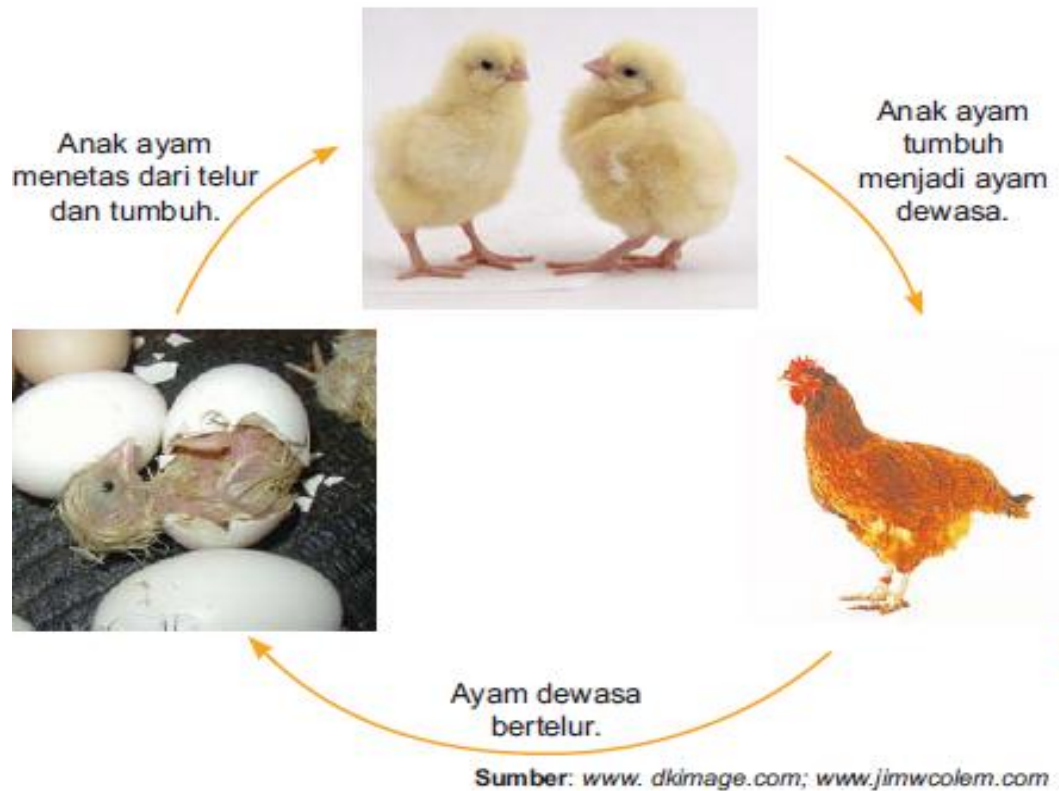 Anak ayam
menetas dari telur
dan tumbuh.
Anak ayam
tumbuh
menjadi ayam
dewasa.
Ayam dewasa
bertelur.
Sumber: www. dkimage.com; www.jimwcolem.com